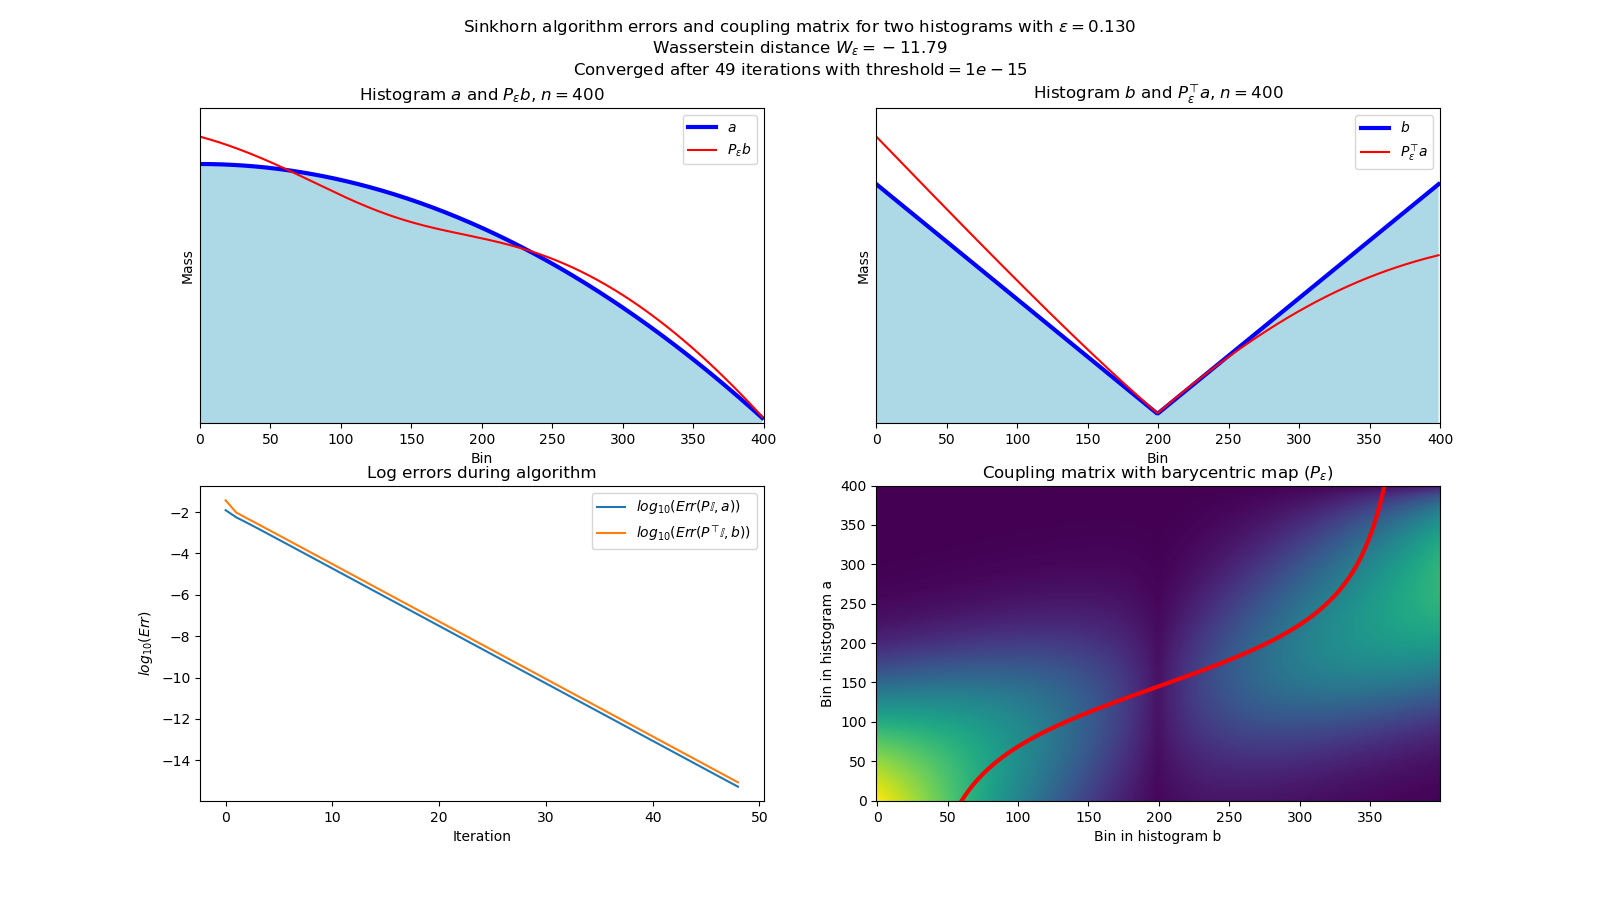 Sinkhorn algorithm errors and coupling matrix for two histograms with ε = 0.130
Wasserstein distance W_ε = − 11.79
Converged after 49 iterations with threshold = 1e − 15
Histogram a and P_ε b, n = 400
a
P_ε b
Mass
0 50 100 150 200 250 300 350 400
Bin
Histogram b and P_ε^⊤ a, n = 400
b
P_ε^⊤ a
Mass
0 50 100 150 200 250 300 350 400
Bin
Log errors during algorithm
log₁₀(Err(P𝕀, a))
log₁₀(Err(P^⊤𝕀, b))
log₁₀(Err)
−2
−4
−6
−8
−10
−12
−14
0 10 20 30 40 50
Iteration
Coupling matrix with barycentric map (P_ε)
Bin in histogram a
400
350
300
250
200
150
100
50
0
0 50 100 150 200 250 300 350
Bin in histogram b